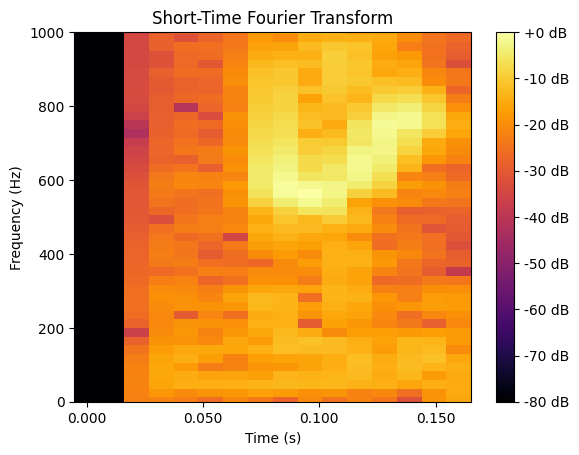 Short-Time Fourier Transform
Frequency (Hz)
1000
800
600
400
200
0
0.000
0.050
0.100
0.150
Time (s)
+0 dB
-10 dB
-20 dB
-30 dB
-40 dB
-50 dB
-60 dB
-70 dB
-80 dB